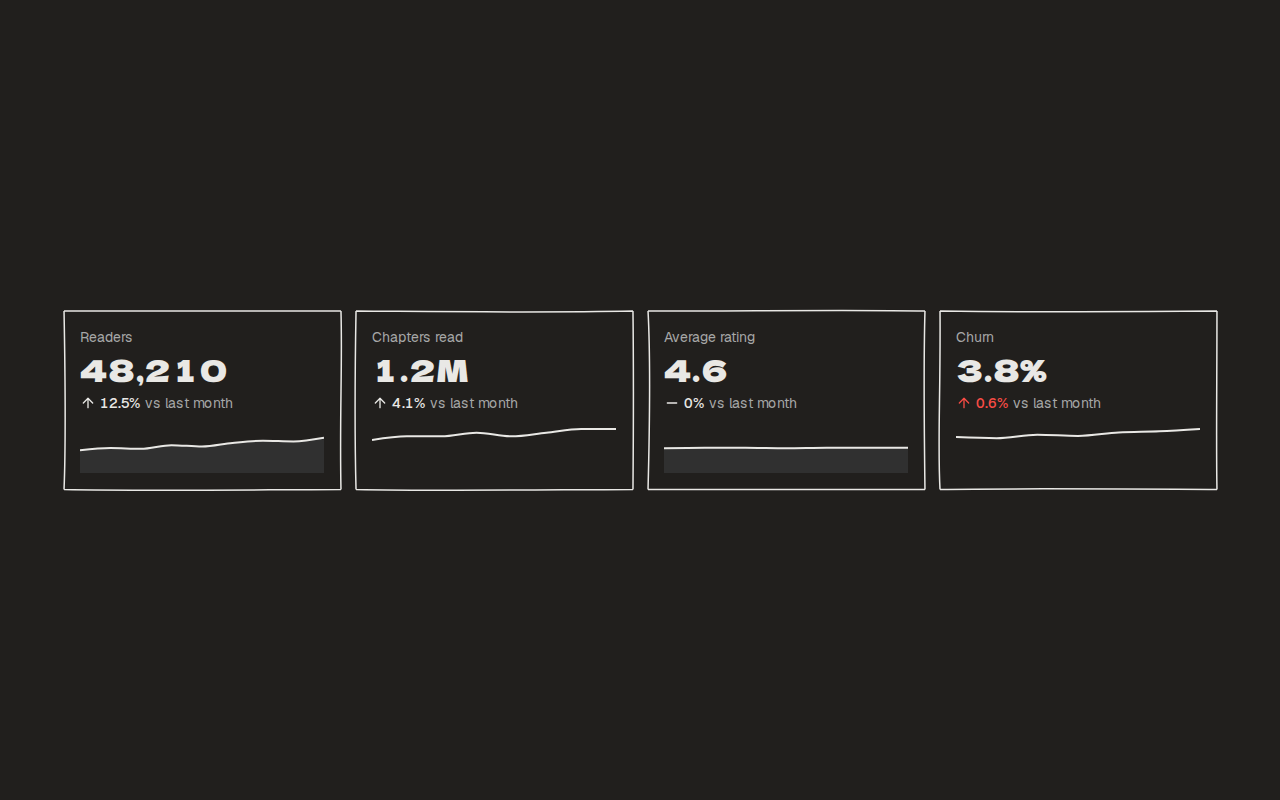 Readers
48,210
↑ 12.5% vs last month
Chapters read
1.2M
↑ 4.1% vs last month
Average rating
4.6
— 0% vs last month
Churn
3.8%
↑ 0.6% vs last month